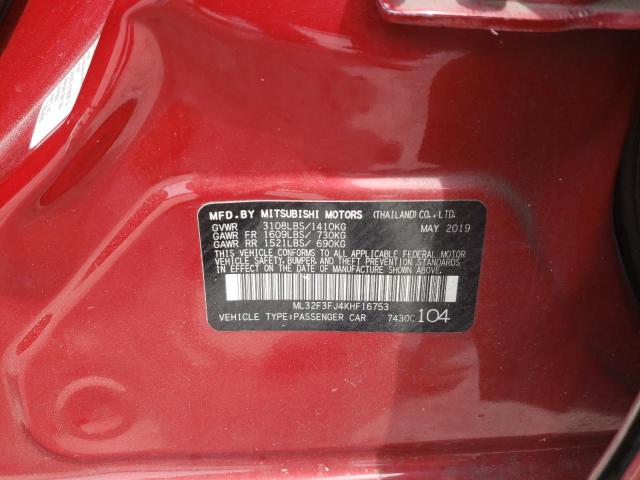 MFD.BY MITSUBISHI MOTORS (THAILAND) CO.,LTD.
GVWR 3108LBS/1410KG MAY 2019
GAWR FR 1609LBS/ 730KG
GAWR RR 1521LBS/ 690KG
THIS VEHICLE CONFORMS TO ALL APPLICABLE FEDERAL MOTOR
VEHICLE SAFETY, BUMPER, AND THEFT PREVENTION STANDARDS
IN EFFECT ON THE DATE OF MANUFACTURE SHOWN ABOVE.
ML32F3FJ4KHF16753
VEHICLE TYPE:PASSENGER CAR 7430C 104